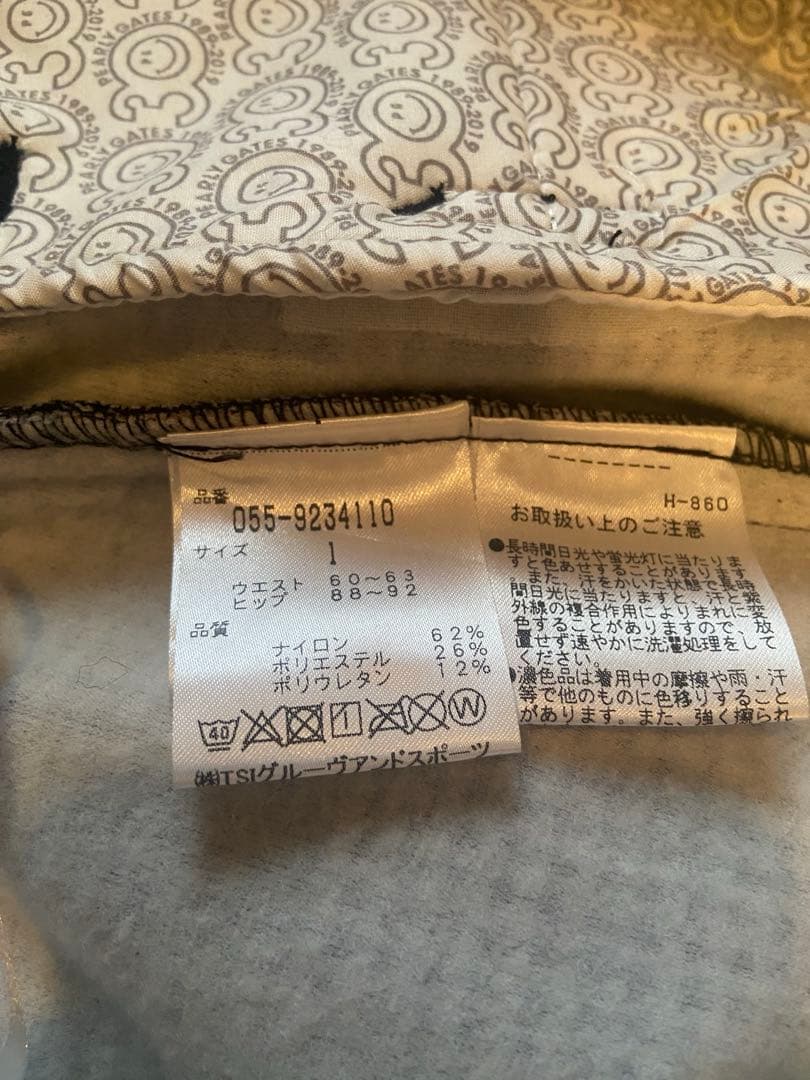 PEARLY GATES 1989-2019
30
品番
055-9234110
サイズ 1
ウエスト 60〜63
ヒップ 88〜92
品質
ナイロン 62%
ポリエステル 26%
ポリウレタン 12%
40
W
㈱TSIグルーヴアンドスポーツ
H-860
お取扱い上のご注意
●長時間日光や蛍光灯に当たりま
すと色あせすることがあります
。また、汗をかいた状態で長時
間日光に当たりますと、汗と紫
外線の複合作用によりまれに変
色することがありますので、放
置せず速やかに洗濯処理をして
ください。
●濃色品は着用中の摩擦や雨・汗
等で他のものに色移りすること
があります。また、強く擦られ